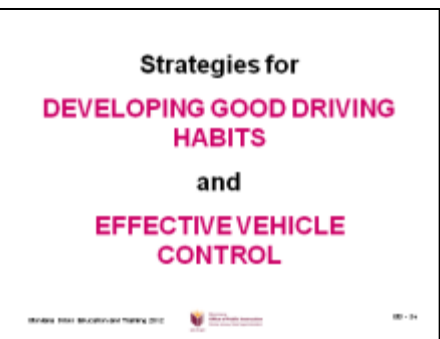 Strategies for
DEVELOPING GOOD DRIVING
HABITS
and
EFFECTIVE VEHICLE
CONTROL
Montana Driver Education and Training 2012